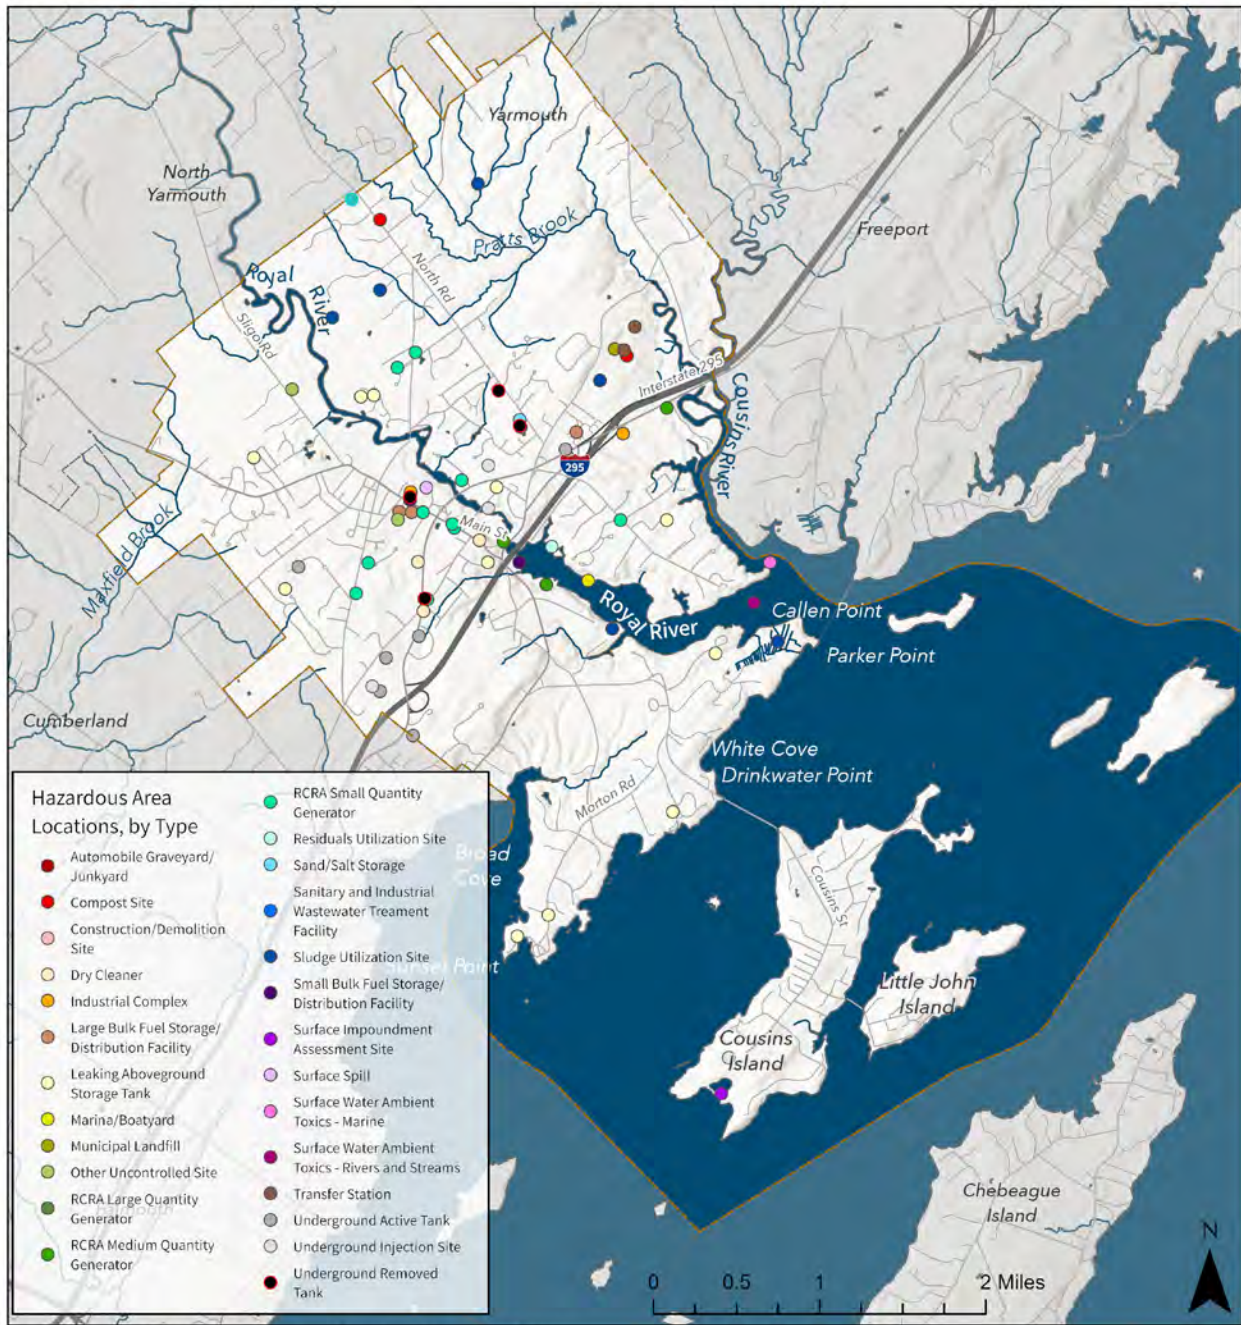 Yarmouth
North
Yarmouth
Freeport
Pratts Brook
Royal
River
North Rd
Sligo Rd
Interstate 295
Cousins River
295
Main St
Maxfield Brook
Royal River
Callen Point
Parker Point
Cumberland
White Cove
Drinkwater Point
Morton Rd
Broad
Cove
Cousins St
Sunset Point
Little John
Island
Cousins
Island
Chebeague
Island
Hazardous Area
Locations, by Type
Automobile Graveyard/
Junkyard
Compost Site
Construction/Demolition
Site
Dry Cleaner
Industrial Complex
Large Bulk Fuel Storage/
Distribution Facility
Leaking Aboveground
Storage Tank
Marina/Boatyard
Municipal Landfill
Other Uncontrolled Site
RCRA Large Quantity
Generator
Falmouth
RCRA Medium Quantity
Generator
RCRA Small Quantity
Generator
Residuals Utilization Site
Sand/Salt Storage
Sanitary and Industrial
Wastewater Treament
Facility
Sludge Utilization Site
Small Bulk Fuel Storage/
Distribution Facility
Surface Impoundment
Assessment Site
Surface Spill
Surface Water Ambient
Toxics - Marine
Surface Water Ambient
Toxics - Rivers and Streams
Transfer Station
Underground Active Tank
Underground Injection Site
Underground Removed
Tank
0 0.5 1 2 Miles
N